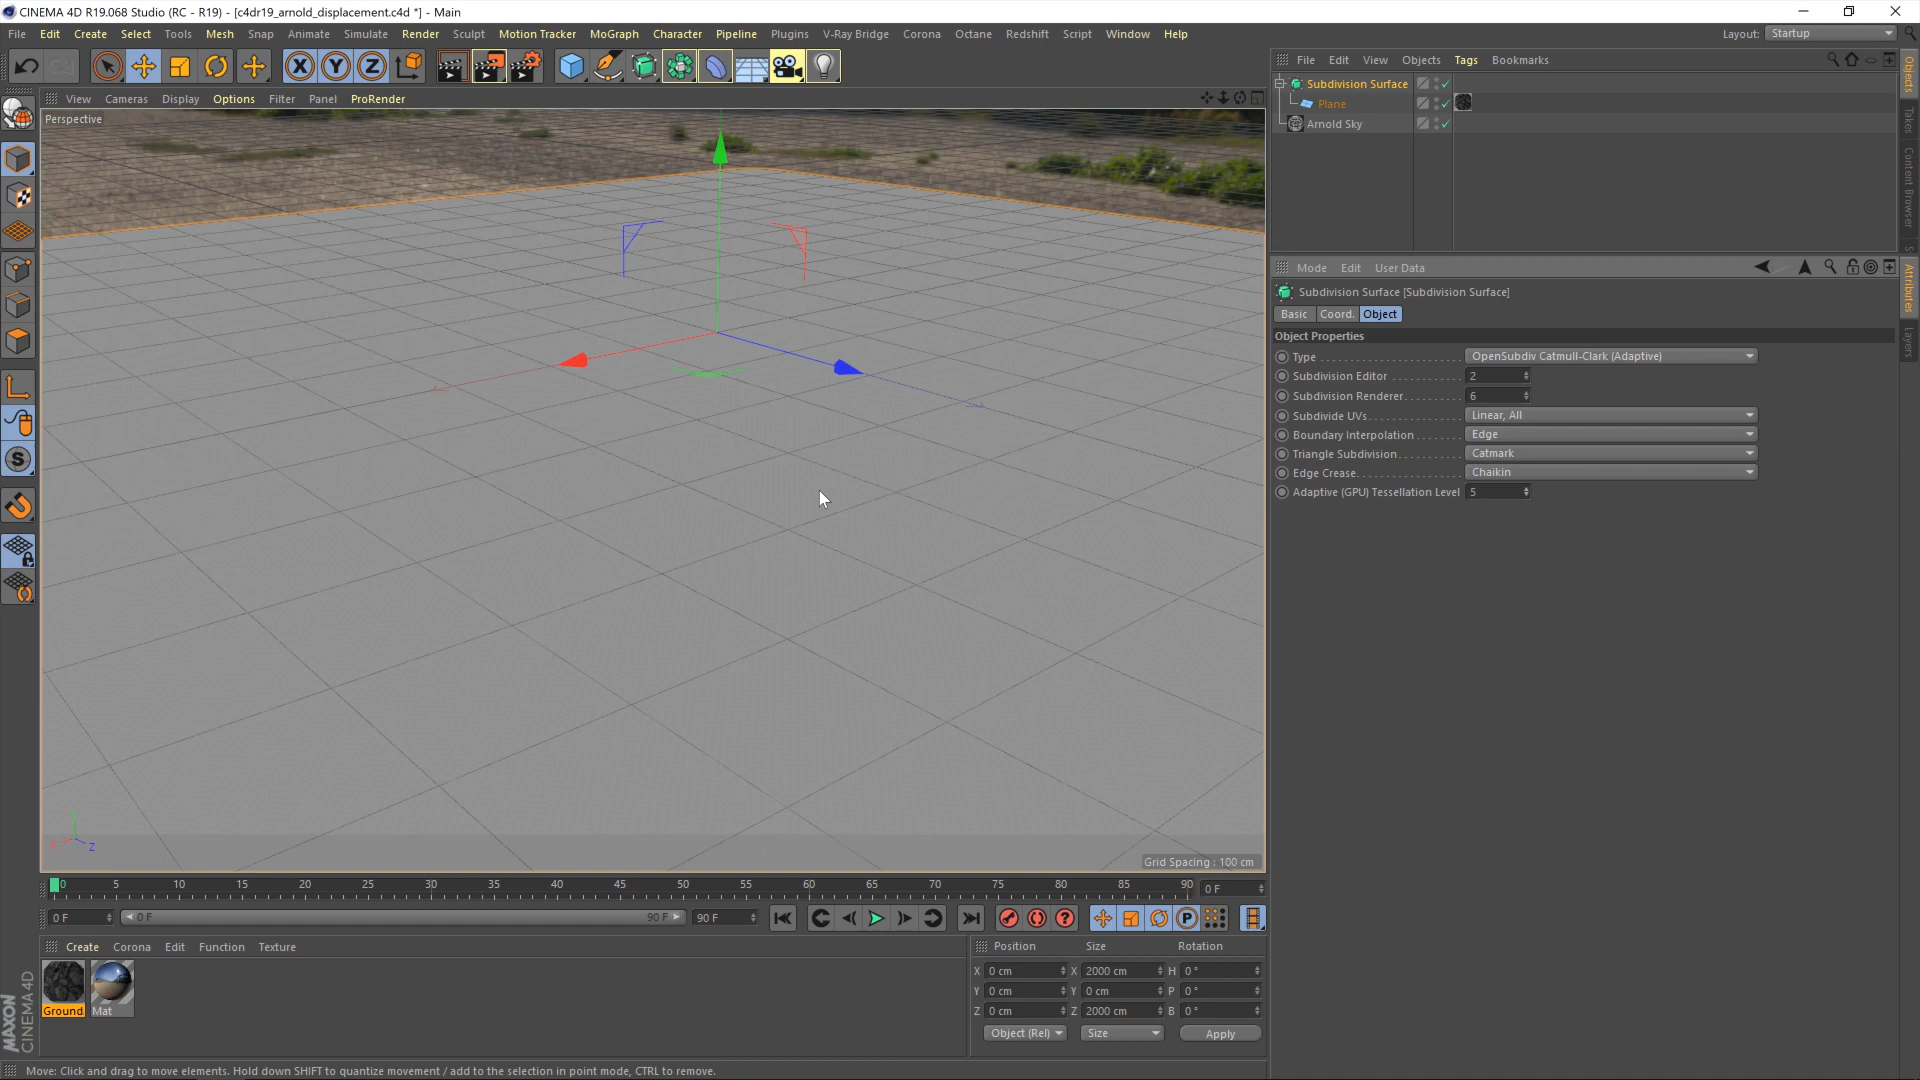 CINEMA 4D R19.068 Studio (RC - R19) - [c4dr19_arnold_displacement.c4d *] - Main
File Edit Create Select Tools Mesh Snap Animate Simulate Render Sculpt Motion Tracker MoGraph Character Pipeline Plugins V-Ray Bridge Corona Octane Redshift Script Window Help Layout: Startup
File Edit View Objects Tags Bookmarks
Subdivision Surface
Plane
Arnold Sky
View Cameras Display Options Filter Panel ProRender
Perspective
Mode Edit User Data
Subdivision Surface [Subdivision Surface]
Basic Coord. Object
Object Properties
Type OpenSubdiv Catmull-Clark (Adaptive)
Subdivision Editor 2
Subdivision Renderer 6
Subdivide UVs Linear, All
Boundary Interpolation Edge
Triangle Subdivision Catmark
Edge Crease Chaikin
Adaptive (GPU) Tessellation Level 5
Objects
Takes
Content Browser
S
Attributes
Layers
X Y Z
S
Y
X Z
Grid Spacing : 100 cm
0 5 10 15 20 25 30 35 40 45 50 55 60 65 70 75 80 85 90 0 F
0 F 0 F 90 F 90 F
P
Create Corona Edit Function Texture
Ground Mat
Position Size Rotation
X 0 cm X 2000 cm H 0 °
Y 0 cm Y 0 cm P 0 °
Z 0 cm Z 2000 cm B 0 °
Object (Rel) Size Apply
MAXON
CINEMA 4D
Move: Click and drag to move elements. Hold down SHIFT to quantize movement / add to the selection in point mode, CTRL to remove.